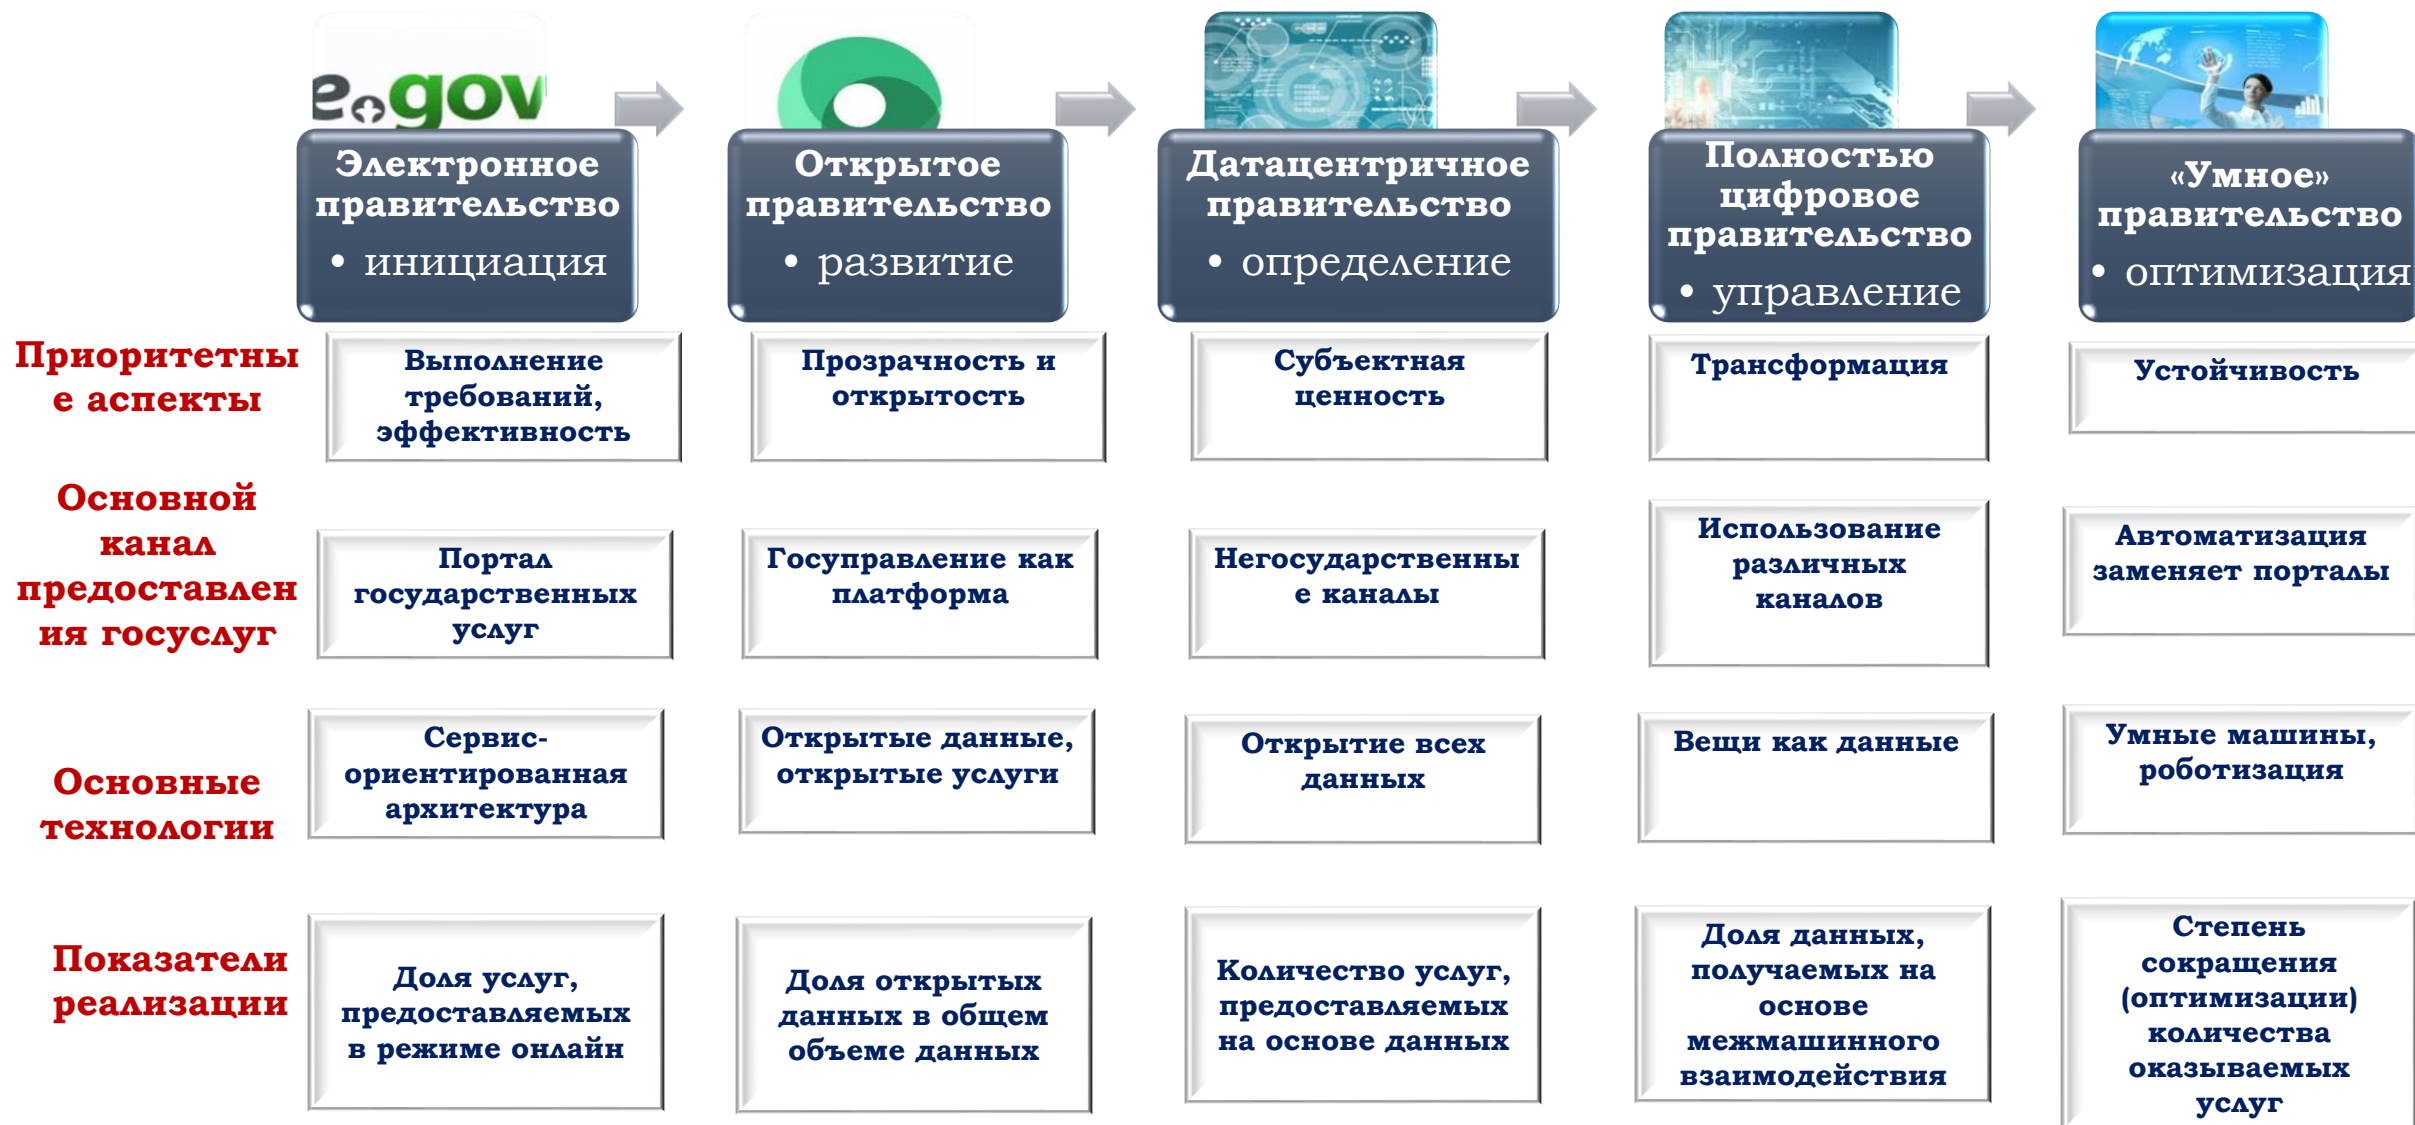 e.gov
Электронное
правительство
• инициация
Открытое
правительство
• развитие
Датацентричное
правительство
• определение
Полностью
цифровое
правительство
• управление
«Умное»
правительство
• оптимизация
Приоритетны
е аспекты
Выполнение
требований,
эффективность
Прозрачность и
открытость
Субъектная
ценность
Трансформация
Устойчивость
Основной
канал
предоставлен
ия госуслуг
Портал
государственных
услуг
Госуправление как
платформа
Негосударственны
е каналы
Использование
различных
каналов
Автоматизация
заменяет порталы
Основные
технологии
Сервис-
ориентированная
архитектура
Открытые данные,
открытые услуги
Открытие всех
данных
Вещи как данные
Умные машины,
роботизация
Показатели
реализации
Доля услуг,
предоставляемых
в режиме онлайн
Доля открытых
данных в общем
объеме данных
Количество услуг,
предоставляемых
на основе данных
Доля данных,
получаемых на
основе
межмашинного
взаимодействия
Степень
сокращения
(оптимизации)
количества
оказываемых
услуг